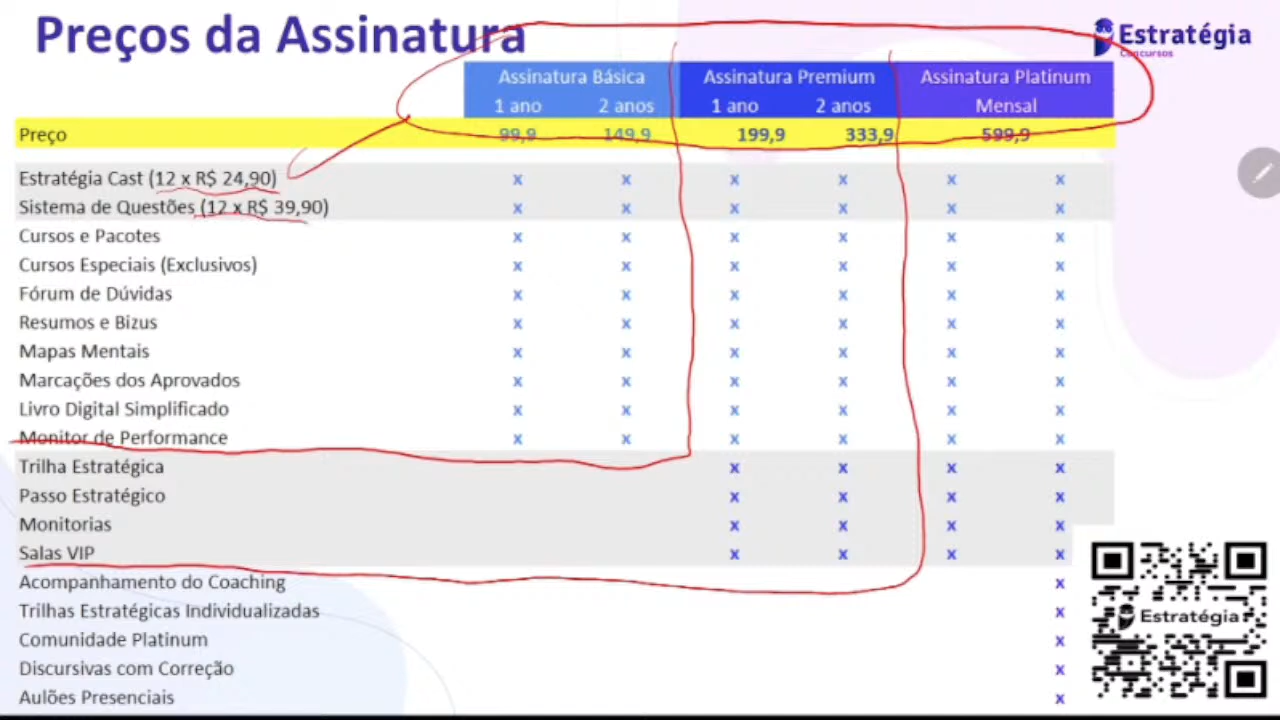 Preços da Assinatura
Estratégia
Concursos
Assinatura Básica Assinatura Premium Assinatura Platinum
1 ano 2 anos 1 ano 2 anos Mensal
Preço 99,9 149,9 199,9 333,9 599,9
Estratégia Cast (12 x R$ 24,90) x x x x x x
Sistema de Questões (12 x R$ 39,90) x x x x x x
Cursos e Pacotes x x x x x x
Cursos Especiais (Exclusivos) x x x x x x
Fórum de Dúvidas x x x x x x
Resumos e Bizus x x x x x x
Mapas Mentais x x x x x x
Marcações dos Aprovados x x x x x x
Livro Digital Simplificado x x x x x x
Monitor de Performance x x x x x x
Trilha Estratégica x x x x
Passo Estratégico x x x x
Monitorias x x x x
Salas VIP x x x x
Acompanhamento do Coaching x
Trilhas Estratégicas Individualizadas x
Comunidade Platinum x
Discursivas com Correção x
Aulões Presenciais x
Estratégia